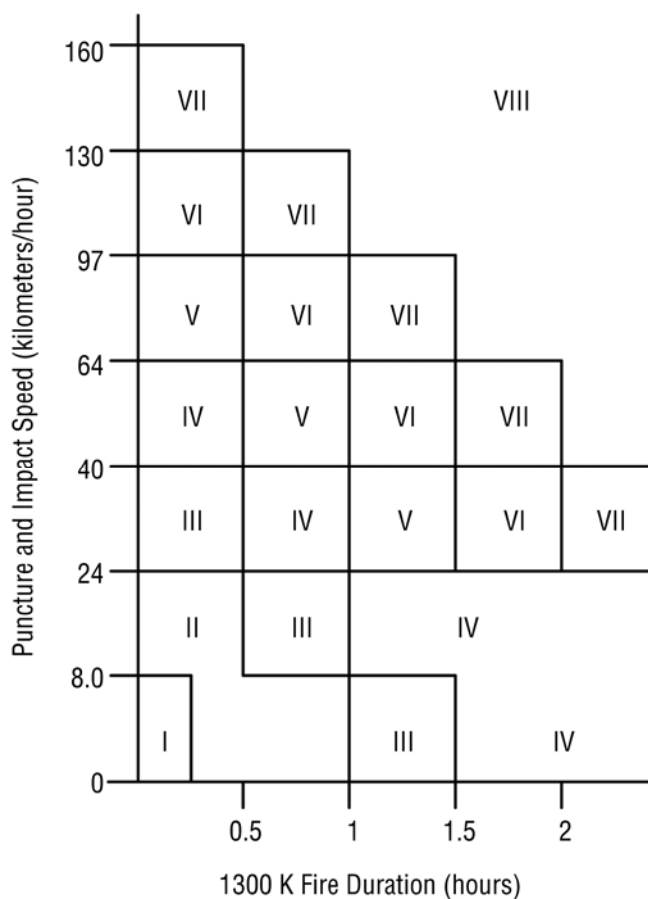 Puncture and Impact Speed (kilometers/hour)
160
VII VIII
130
VI VII
97
V VI VII
64
IV V VI VII
40
III IV V VI VII
24
II III IV
8.0
I III IV
0
0.5 1 1.5 2
1300 K Fire Duration (hours)